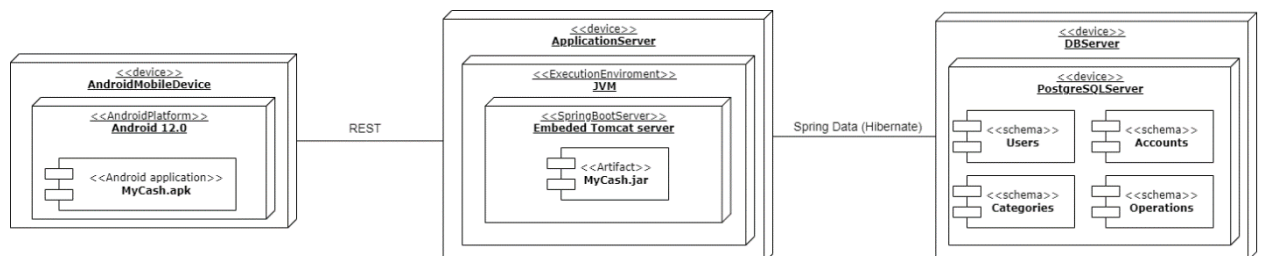 <<device>>
AndroidMobileDevice
<<AndroidPlatform>>
Android 12.0
<<Android application>>
MyCash.apk
REST
<<device>>
ApplicationServer
<<ExecutionEnviroment>>
JVM
<<SpringBootServer>>
Embeded Tomcat server
<<Artifact>>
MyCash.jar
Spring Data (Hibernate)
<<device>>
DBServer
<<device>>
PostgreSQLServer
<<schema>>
Users
<<schema>>
Accounts
<<schema>>
Categories
<<schema>>
Operations